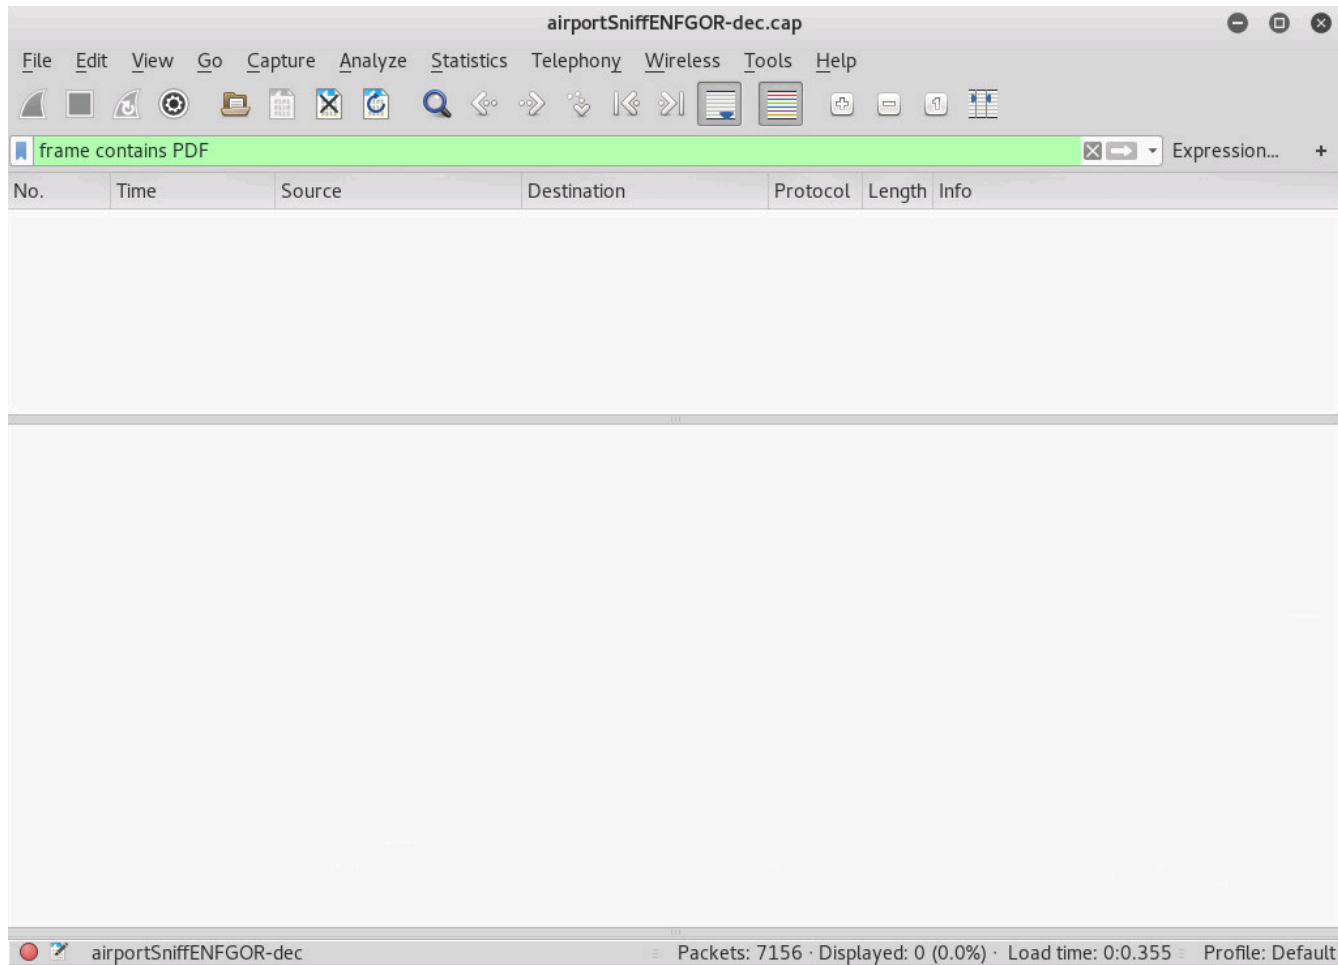 airportSniffENFGOR-dec.cap
File Edit View Go Capture Analyze Statistics Telephony Wireless Tools Help
frame contains PDF Expression... +
No. Time Source Destination Protocol Length Info
airportSniffENFGOR-dec Packets: 7156 · Displayed: 0 (0.0%) · Load time: 0:0.355 Profile: Default